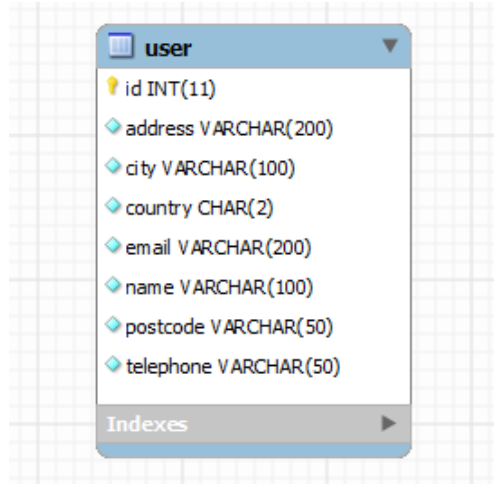 user
id INT(11)
address VARCHAR(200)
city VARCHAR(100)
country CHAR(2)
email VARCHAR(200)
name VARCHAR(100)
postcode VARCHAR(50)
telephone VARCHAR(50)
Indexes